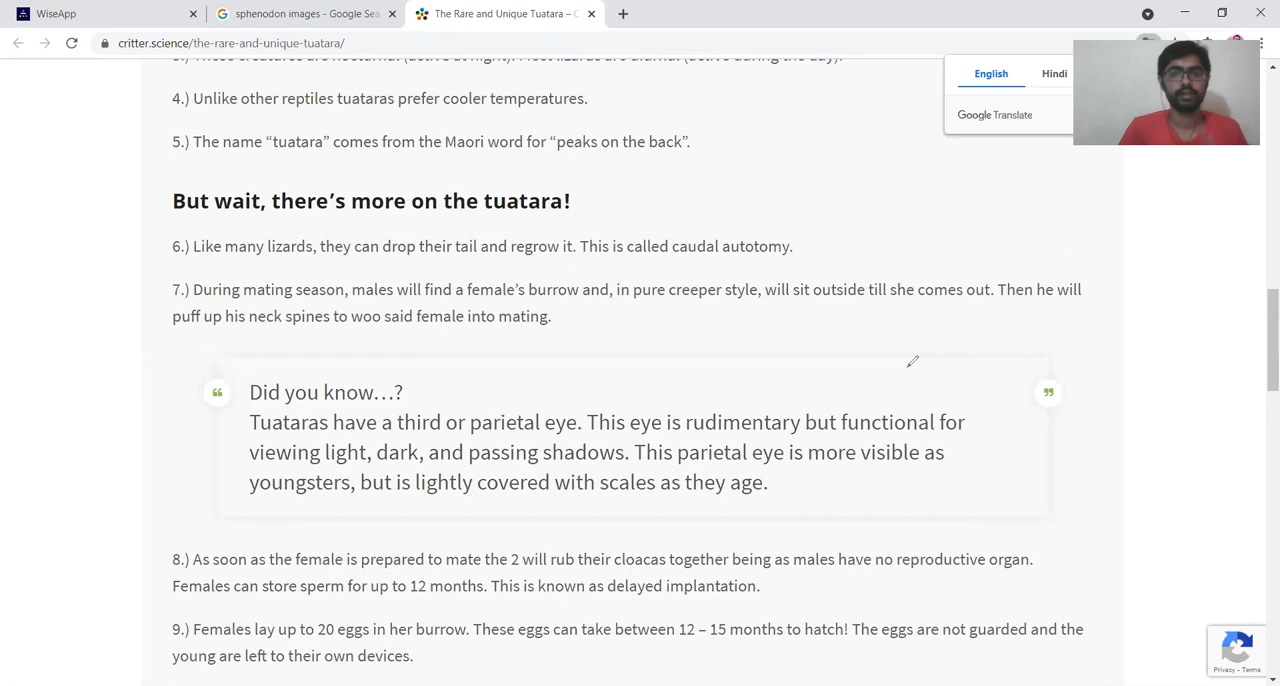 WiseApp
sphenodon images - Google Sea
The Rare and Unique Tuatara –
critter.science/the-rare-and-unique-tuatara/
English Hindi
Google Translate
4.) Unlike other reptiles tuataras prefer cooler temperatures.
5.) The name “tuatara” comes from the Maori word for “peaks on the back”.
But wait, there’s more on the tuatara!
6.) Like many lizards, they can drop their tail and regrow it. This is called caudal autotomy.
7.) During mating season, males will find a female’s burrow and, in pure creeper style, will sit outside till she comes out. Then he will
puff up his neck spines to woo said female into mating.
Did you know…?
Tuataras have a third or parietal eye. This eye is rudimentary but functional for
viewing light, dark, and passing shadows. This parietal eye is more visible as
youngsters, but is lightly covered with scales as they age.
8.) As soon as the female is prepared to mate the 2 will rub their cloacas together being as males have no reproductive organ.
Females can store sperm for up to 12 months. This is known as delayed implantation.
9.) Females lay up to 20 eggs in her burrow. These eggs can take between 12 – 15 months to hatch! The eggs are not guarded and the
young are left to their own devices.
Privacy - Terms